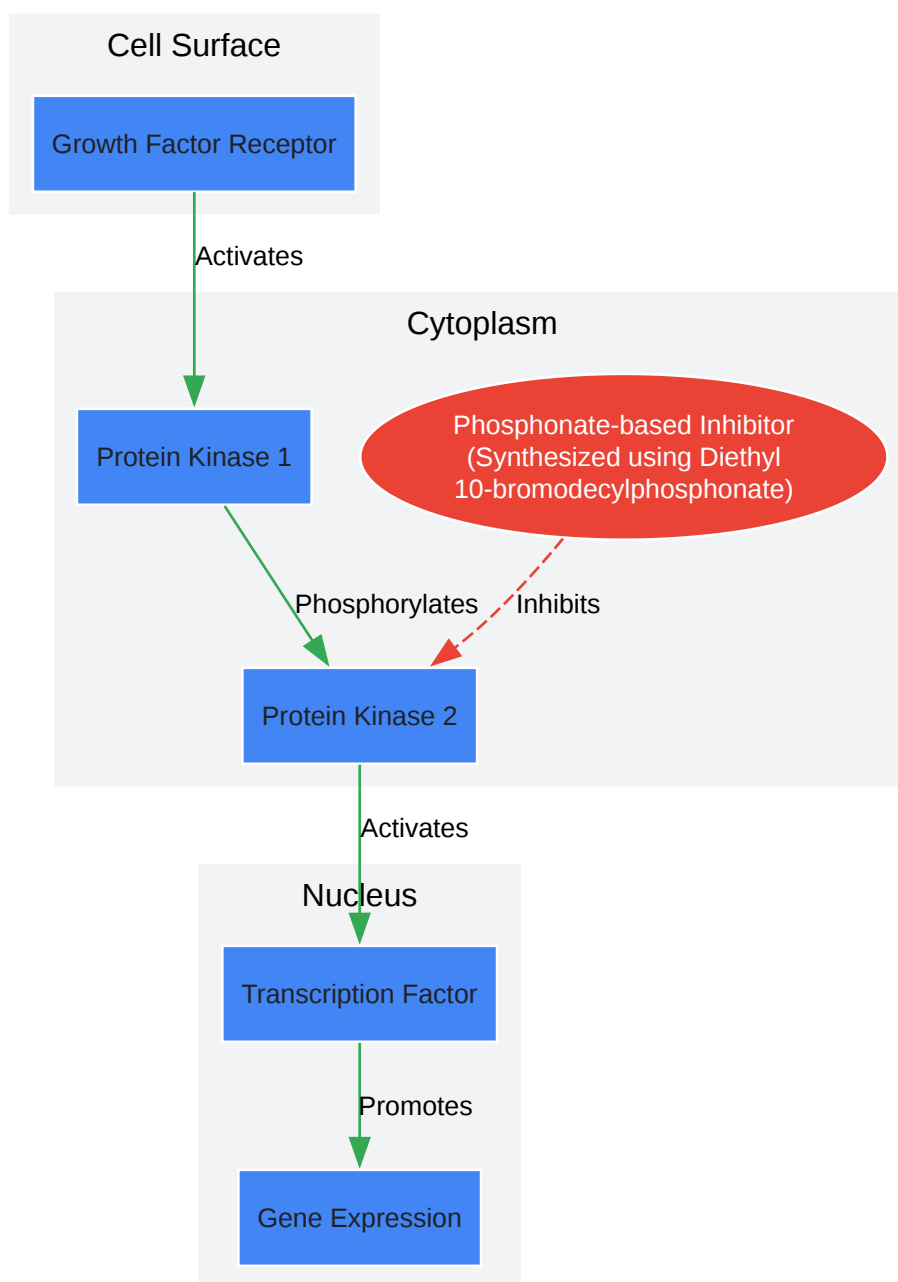 Cell Surface
Growth Factor Receptor
Activates
Cytoplasm
Protein Kinase 1
Phosphonate-based Inhibitor
(Synthesized using Diethyl
10-bromodecylphosphonate)
Phosphorylates
Inhibits
Protein Kinase 2
Activates
Nucleus
Transcription Factor
Promotes
Gene Expression